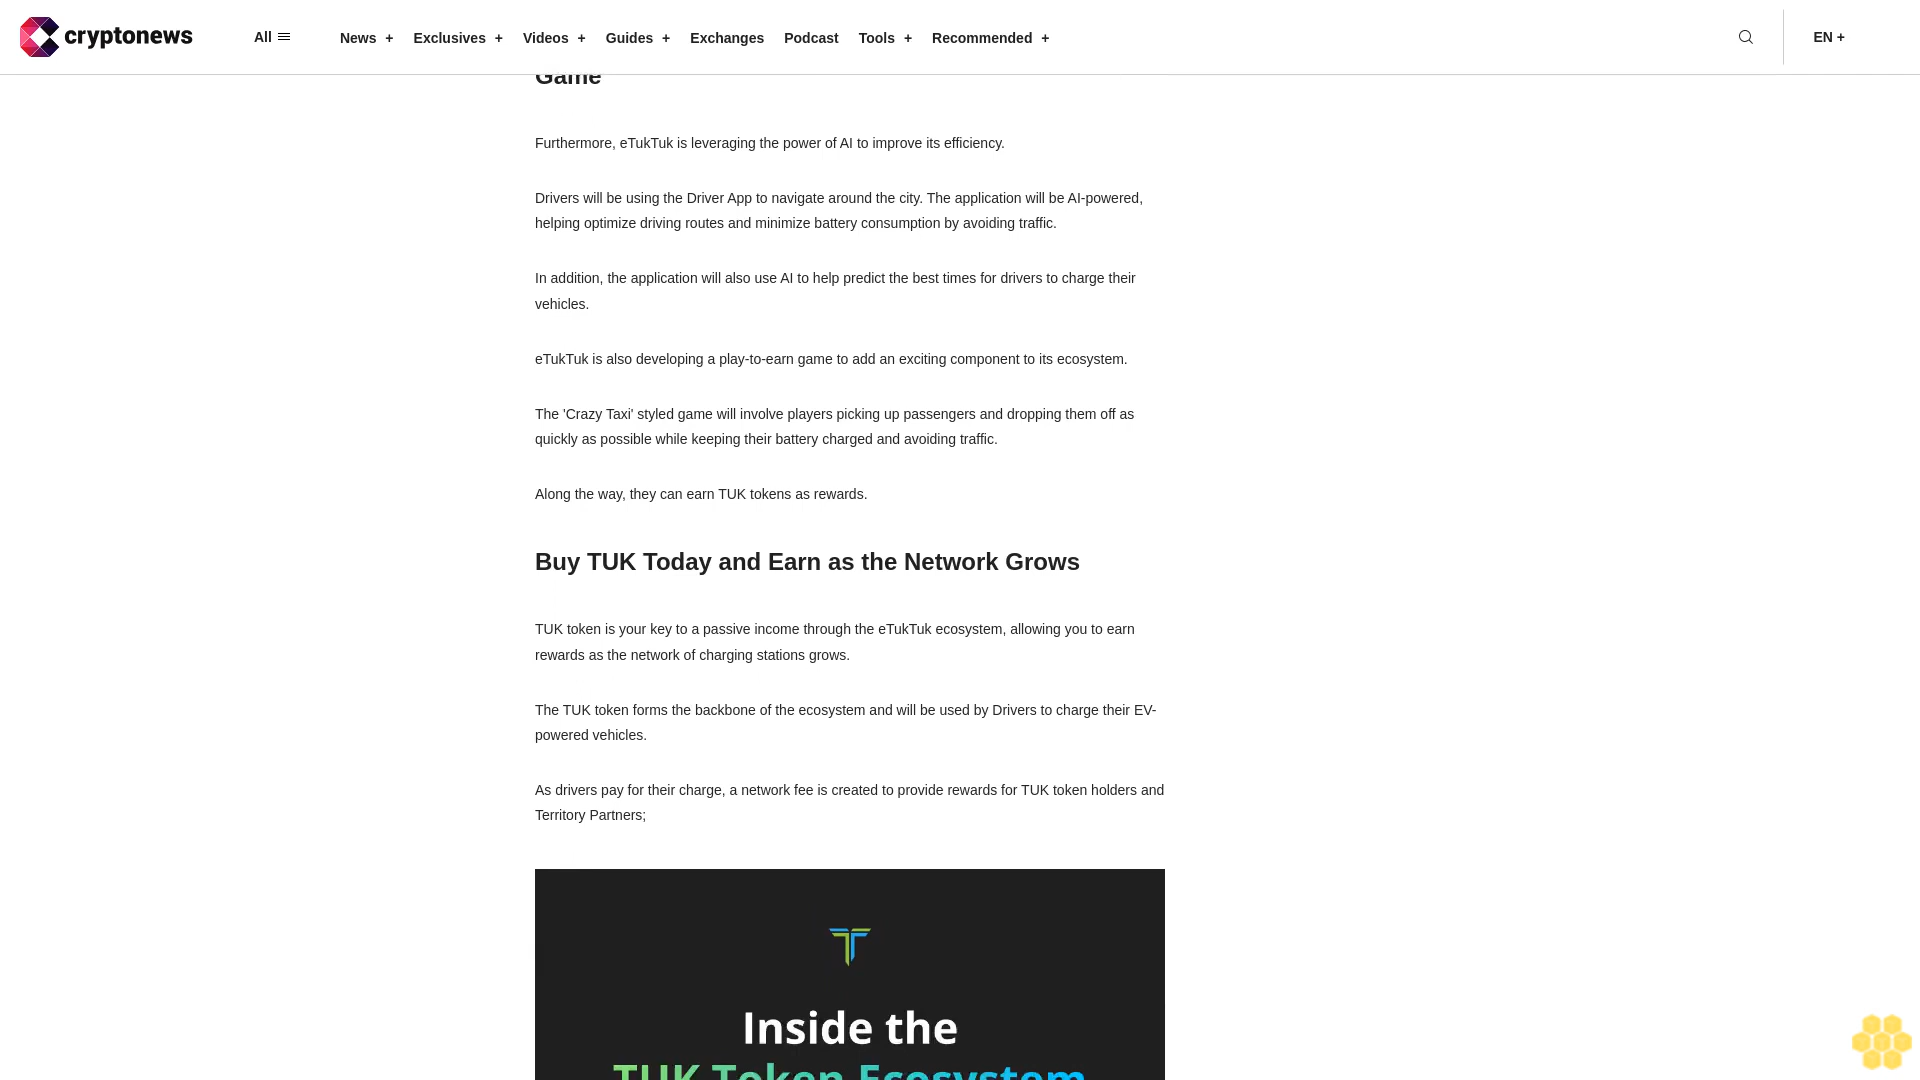 cryptonews
All
News +
Exclusives +
Videos +
Guides +
Exchanges
Podcast
Tools +
Recommended +
EN +
Game
Furthermore, eTukTuk is leveraging the power of AI to improve its efficiency.
Drivers will be using the Driver App to navigate around the city. The application will be AI-powered,
helping optimize driving routes and minimize battery consumption by avoiding traffic.
In addition, the application will also use AI to help predict the best times for drivers to charge their
vehicles.
eTukTuk is also developing a play-to-earn game to add an exciting component to its ecosystem.
The 'Crazy Taxi' styled game will involve players picking up passengers and dropping them off as
quickly as possible while keeping their battery charged and avoiding traffic.
Along the way, they can earn TUK tokens as rewards.
Buy TUK Today and Earn as the Network Grows
TUK token is your key to a passive income through the eTukTuk ecosystem, allowing you to earn
rewards as the network of charging stations grows.
The TUK token forms the backbone of the ecosystem and will be used by Drivers to charge their EV-
powered vehicles.
As drivers pay for their charge, a network fee is created to provide rewards for TUK token holders and
Territory Partners;
Inside the
TUK Token Ecosystem